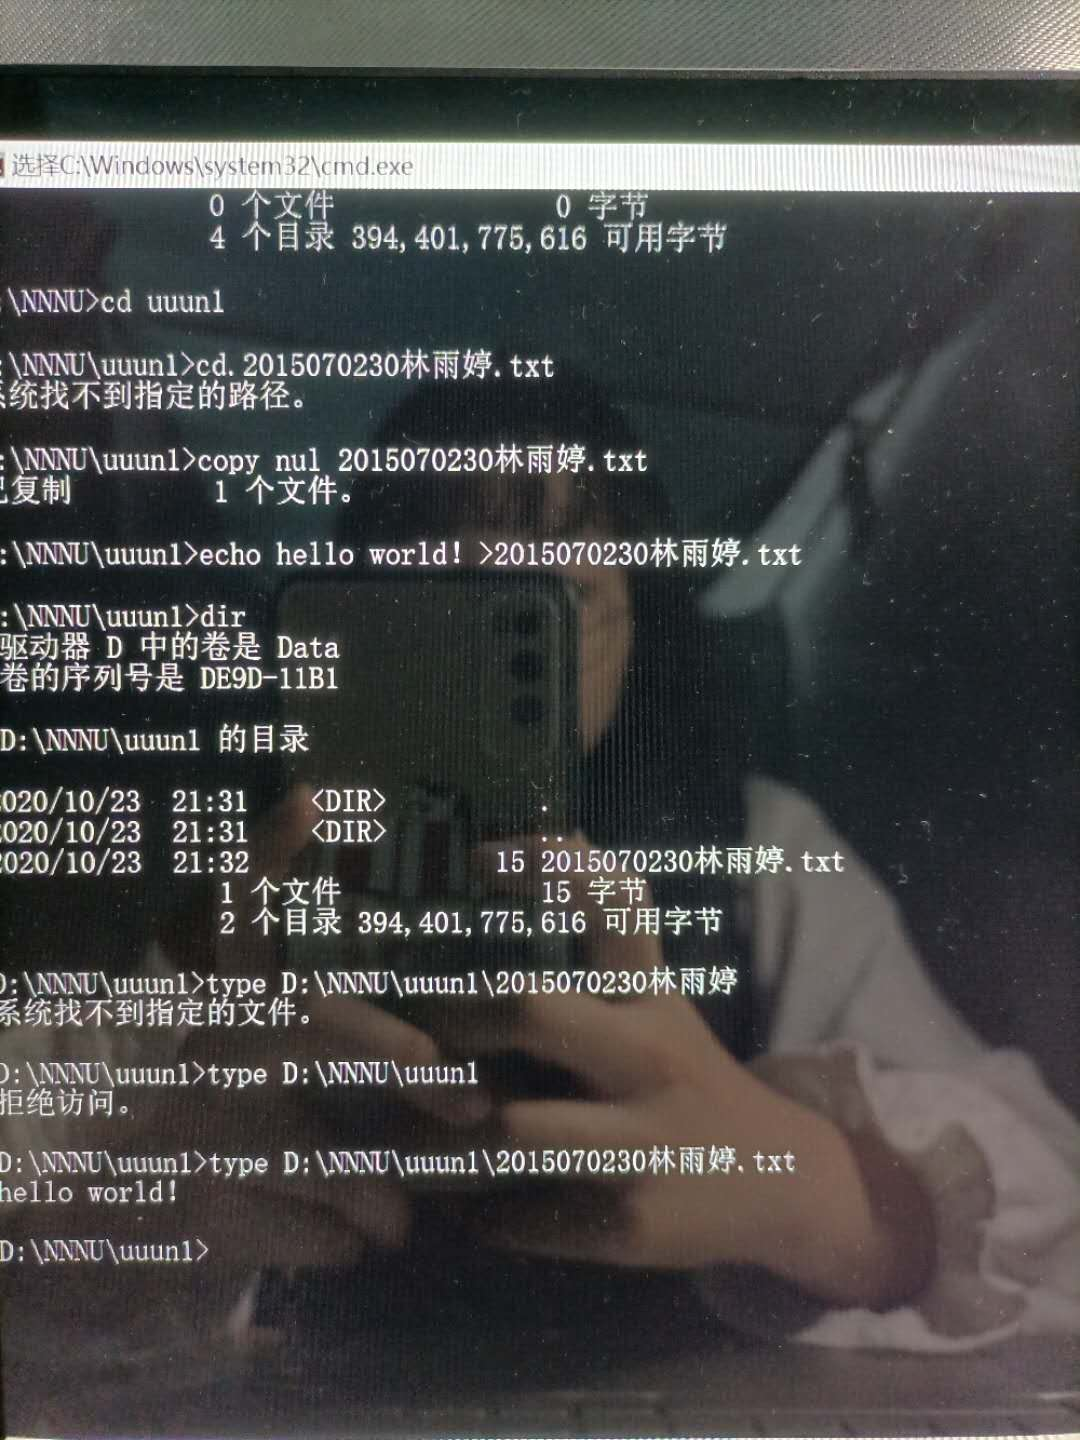 选择C:\Windows\system32\cmd.exe
0 个文件 0 字节
4 个目录 394,401,775,616 可用字节
:\NNNU>cd uuun1
:\NNNU\uuun1>cd.2015070230林雨婷.txt
系统找不到指定的路径。
:\NNNU\uuun1>copy nul 2015070230林雨婷.txt
已复制 1 个文件。
:\NNNU\uuun1>echo hello world! >2015070230林雨婷.txt
:\NNNU\uuun1>dir
驱动器 D 中的卷是 Data
卷的序列号是 DE9D-11B1
D:\NNNU\uuun1 的目录
2020/10/23 21:31 <DIR> .
2020/10/23 21:31 <DIR> ..
2020/10/23 21:32 15 2015070230林雨婷.txt
1 个文件 15 字节
2 个目录 394,401,775,616 可用字节
D:\NNNU\uuun1>type D:\NNNU\uuun1\2015070230林雨婷
系统找不到指定的文件。
D:\NNNU\uuun1>type D:\NNNU\uuun1
拒绝访问。
D:\NNNU\uuun1>type D:\NNNU\uuun1\2015070230林雨婷.txt
hello world!
D:\NNNU\uuun1>